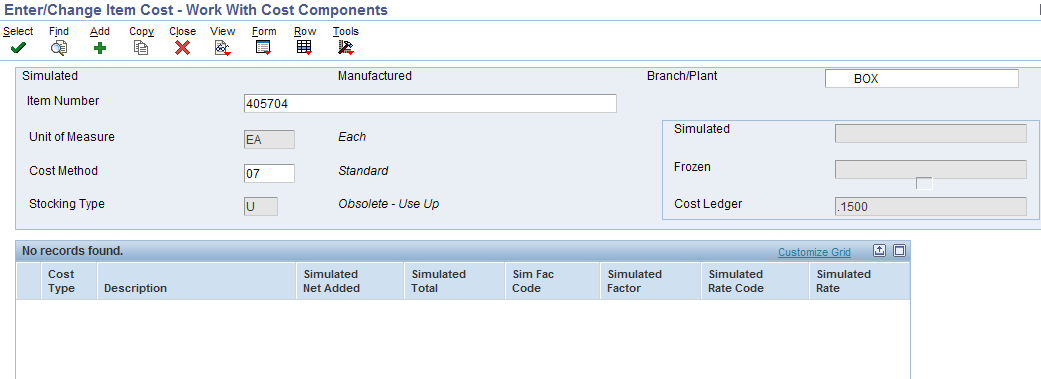 Enter/Change Item Cost - Work With Cost Components
Select Find Add Copy Close View Form Row Tools
Simulated Manufactured Branch/Plant BOX
Item Number 405704
Unit of Measure EA Each Simulated
Cost Method 07 Standard Frozen
Stocking Type U Obsolete - Use Up Cost Ledger .1500
No records found. Customize Grid
Cost Type Description Simulated Net Added Simulated Total Sim Fac Code Simulated Factor Simulated Rate Code Simulated Rate